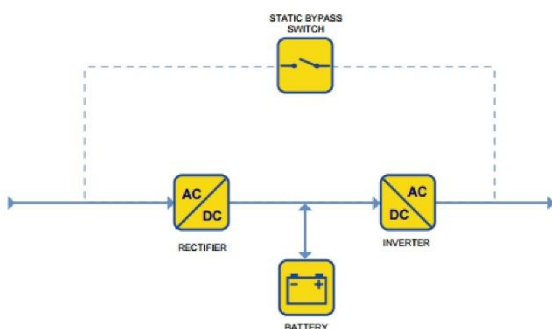 STATIC BYPASS
SWITCH
AC
DC
RECTIFIER
AC
DC
INVERTER
- +
BATTERY